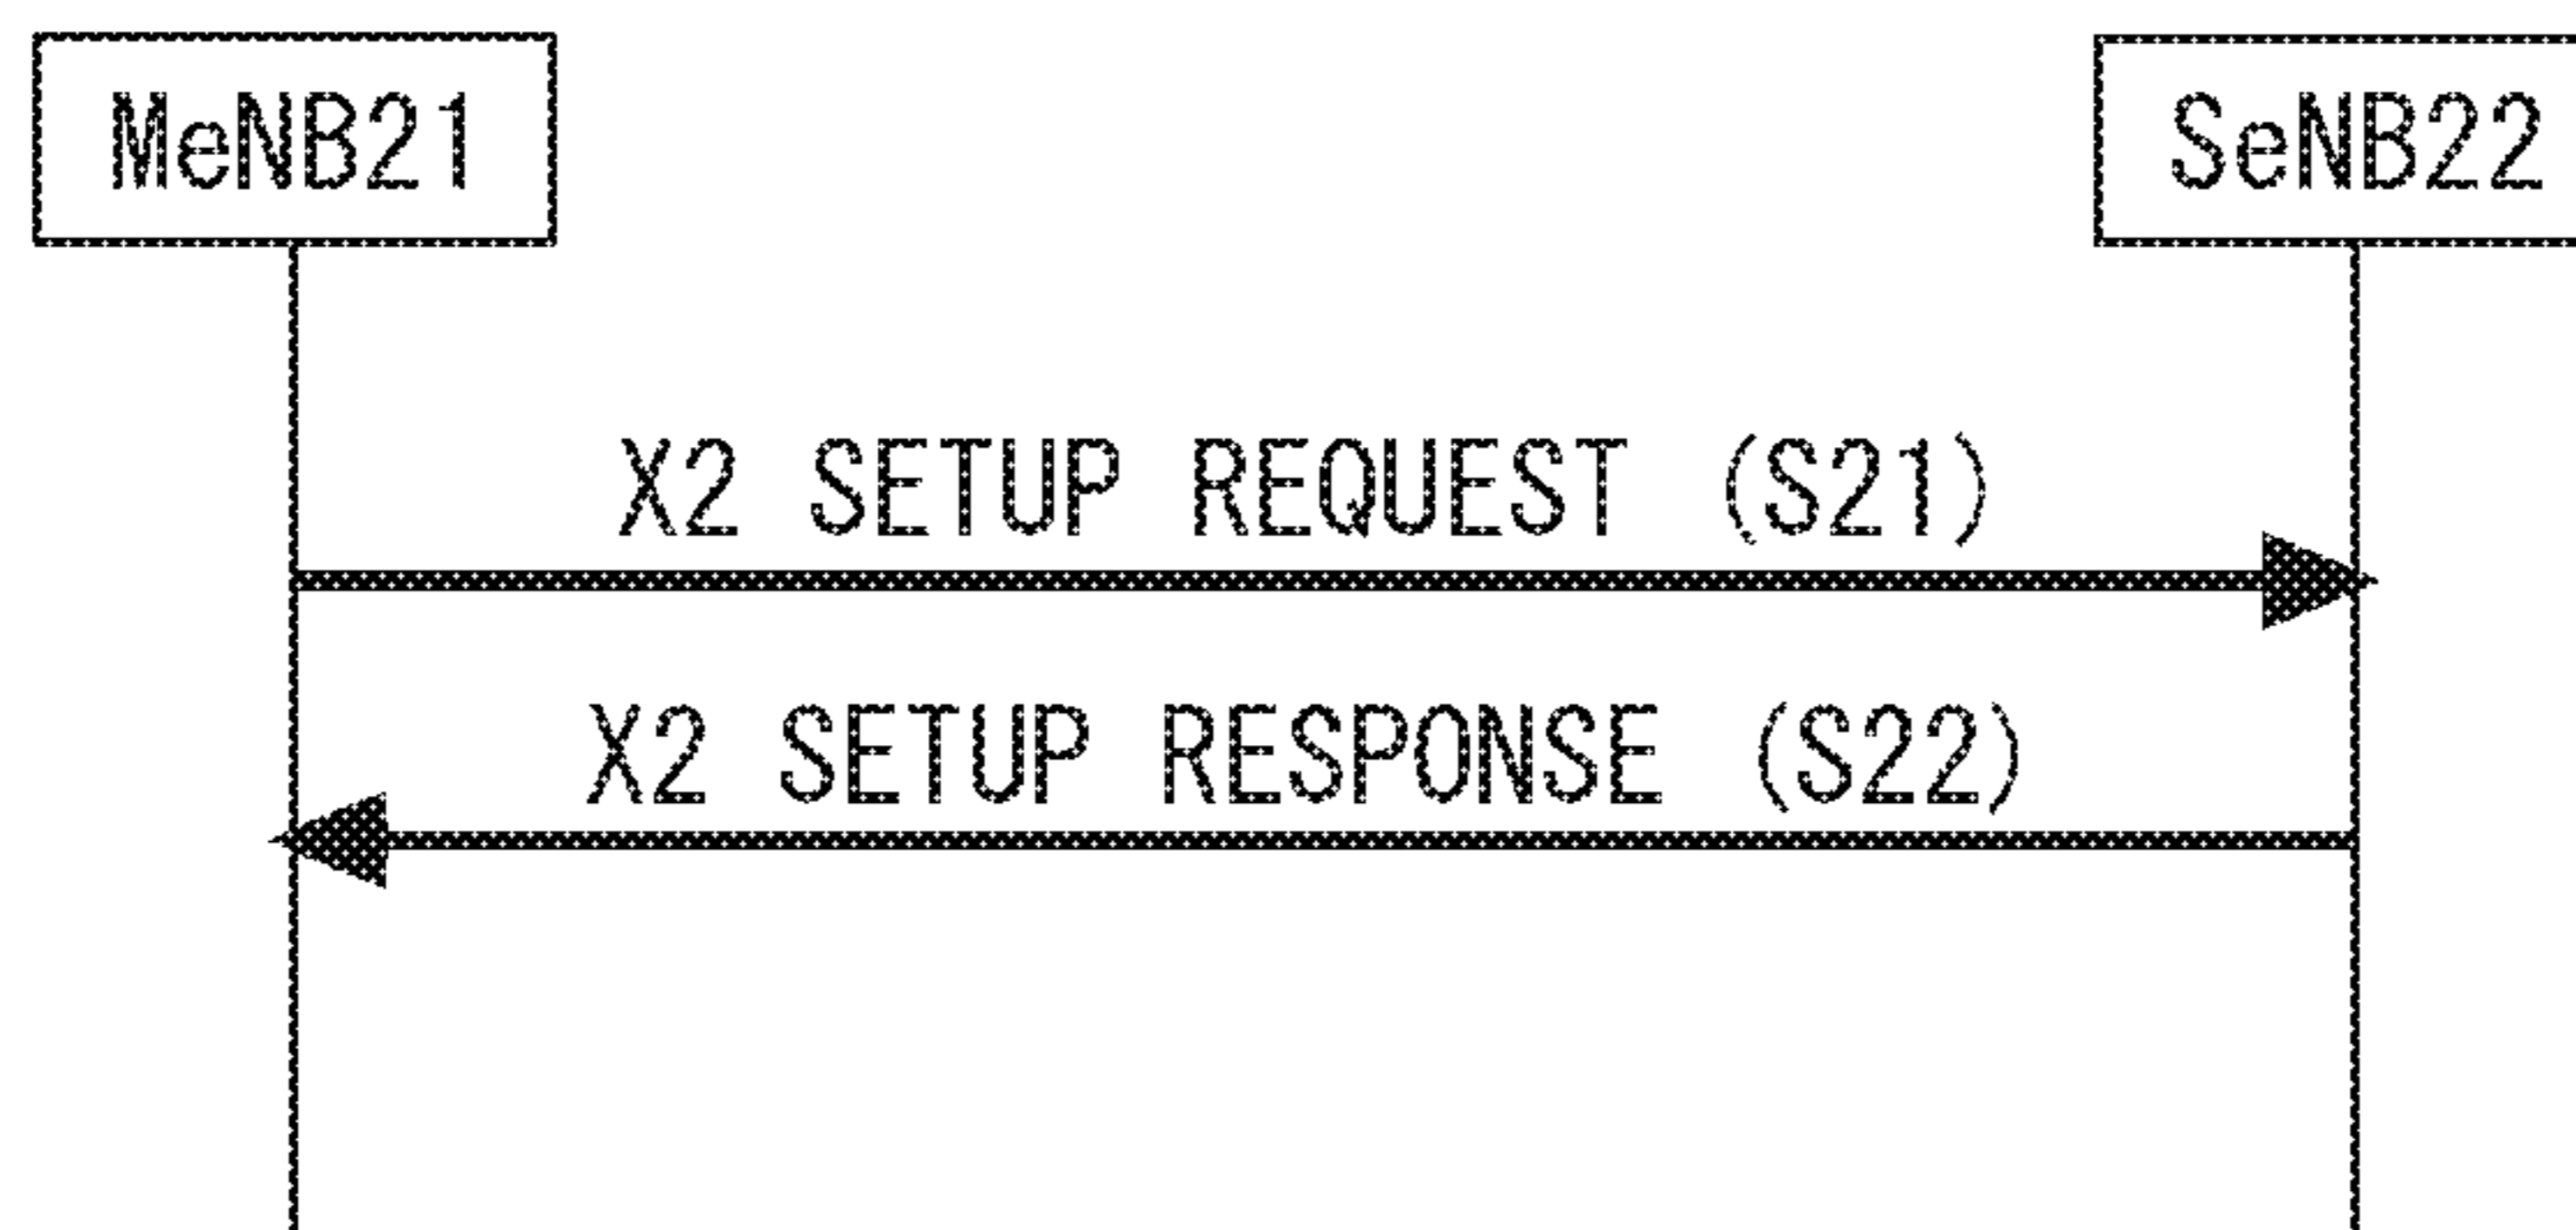 MeNB21
SeNB22
X2 SETUP REQUEST (S21)
X2 SETUP RESPONSE (S22)